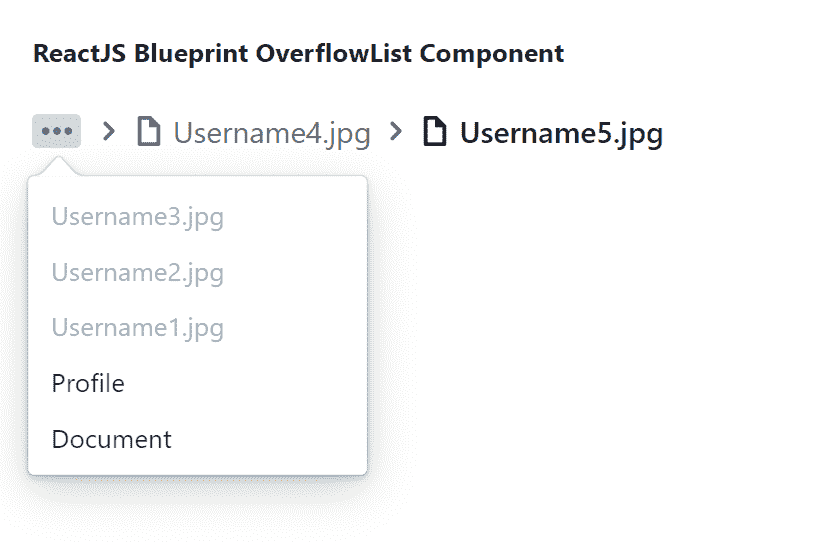 ReactJS Blueprint OverflowList Component
Username4.jpg Username5.jpg
Username3.jpg
Username2.jpg
Username1.jpg
Profile
Document